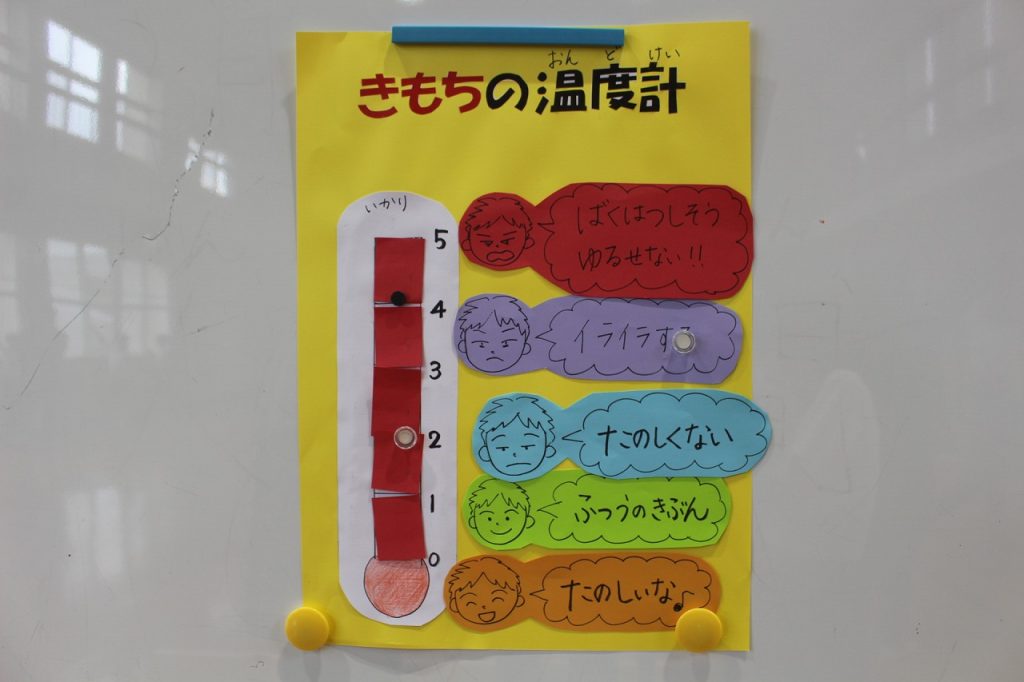 おんどけい
きもちの温度計
いかり
5
ばくはつしそう
ゆるせない!!
4
イライラする
3
たのしくない
2
1
ふつうのきぶん
0
たのしいな♪